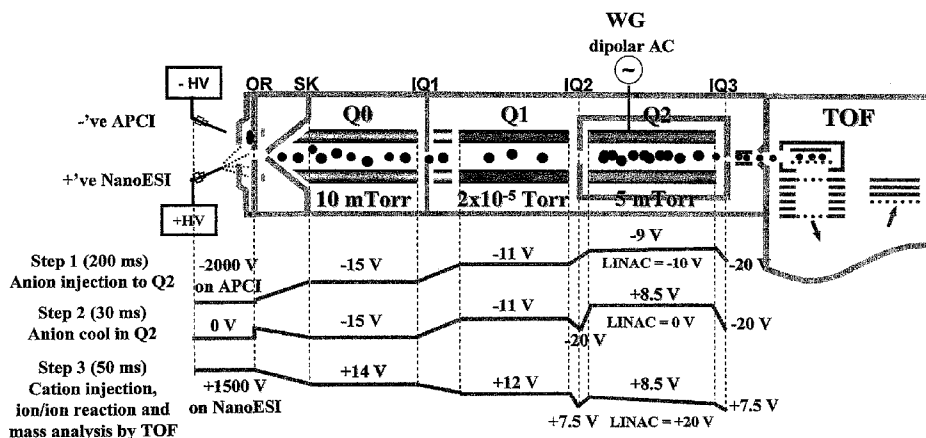 WG
dipolar AC
~
- HV
OR SK IQ1 IQ2 IQ3
Q0 Q1 Q2 TOF
-'ve APCI
+'ve NanoESI
+HV
10 mTorr 2x10-5 Torr 5 mTorr
Step 1 (200 ms)
Anion injection to Q2
-2000 V
on APCI
-15 V
-11 V
-9 V
LINAC = -10 V
-20 V
Step 2 (30 ms)
Anion cool in Q2
0 V
-15 V
-11 V
-20 V
+8.5 V
LINAC = 0 V
-20 V
Step 3 (50 ms)
Cation injection,
ion/ion reaction and
mass analysis by TOF
+1500 V
on NanoESI
+14 V
+12 V
+7.5 V
+8.5 V
LINAC = +20 V
+7.5 V